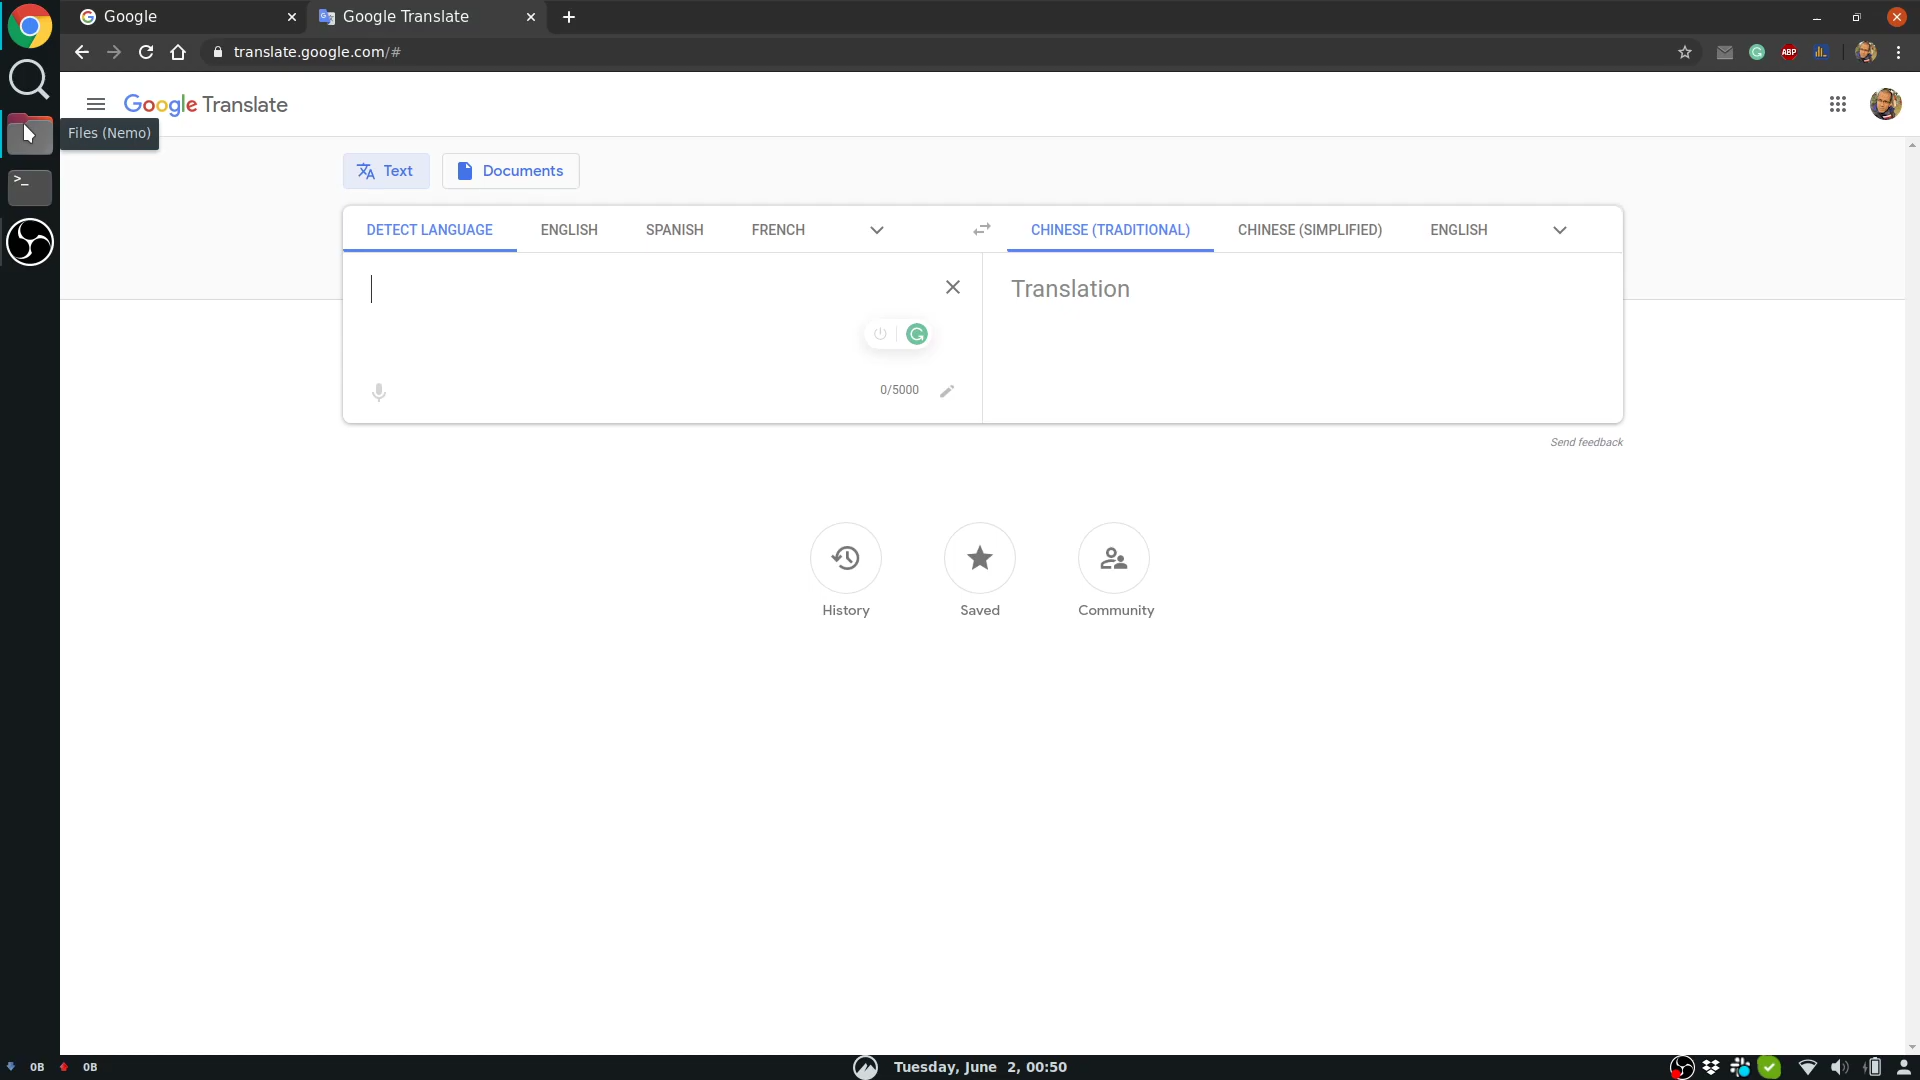 Google
Google Translate
translate.google.com/#
ABP
Google Translate
Files (Nemo)
>_
Text
Documents
DETECT LANGUAGE
ENGLISH
SPANISH
FRENCH
CHINESE (TRADITIONAL)
CHINESE (SIMPLIFIED)
ENGLISH
Translation
0/5000
Send feedback
History
Saved
Community
0B
0B
Tuesday, June 2, 00:50